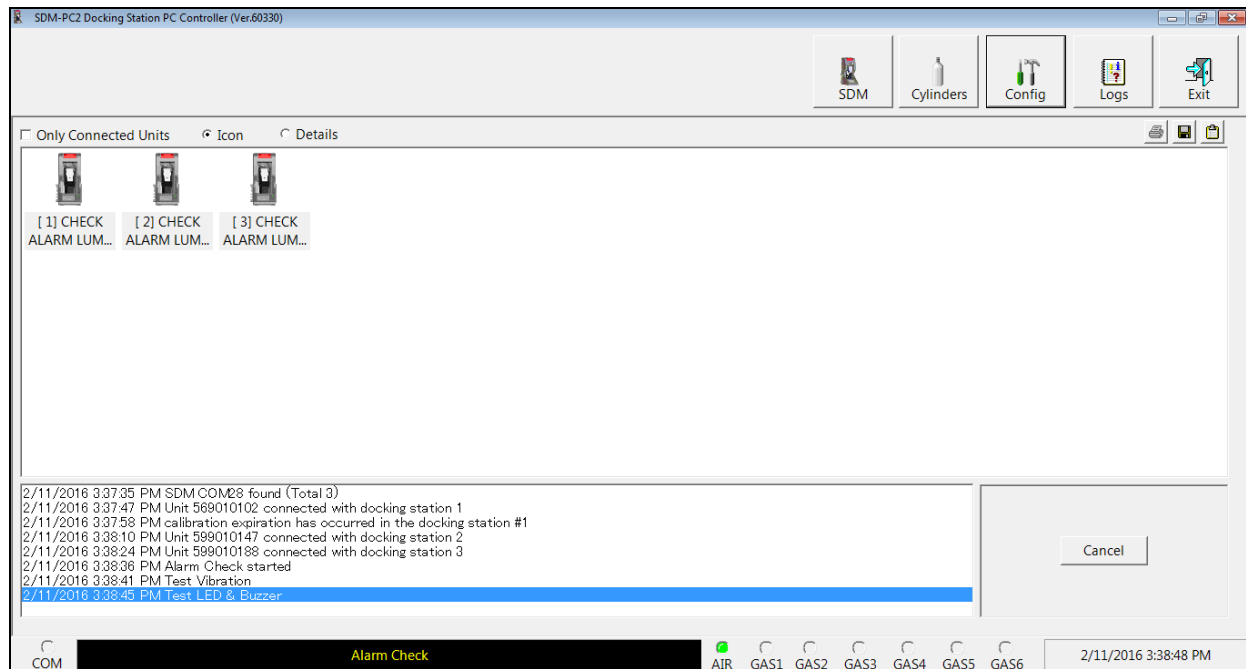 SDM-PC2 Docking Station PC Controller (Ver.60330)
SDM Cylinders Config Logs Exit
Only Connected Units Icon Details
[ 1] CHECK [ 2] CHECK [ 3] CHECK
ALARM LUM... ALARM LUM... ALARM LUM...
2/11/2016 3:37:35 PM SDM COM28 found (Total 3)
2/11/2016 3:37:47 PM Unit 569010102 connected with docking station 1
2/11/2016 3:37:58 PM calibration expiration has occurred in the docking station #1
2/11/2016 3:38:10 PM Unit 599010147 connected with docking station 2
2/11/2016 3:38:24 PM Unit 599010188 connected with docking station 3
2/11/2016 3:38:36 PM Alarm Check started
2/11/2016 3:38:41 PM Test Vibration
2/11/2016 3:38:45 PM Test LED & Buzzer
Cancel
COM Alarm Check AIR GAS1 GAS2 GAS3 GAS4 GAS5 GAS6 2/11/2016 3:38:48 PM